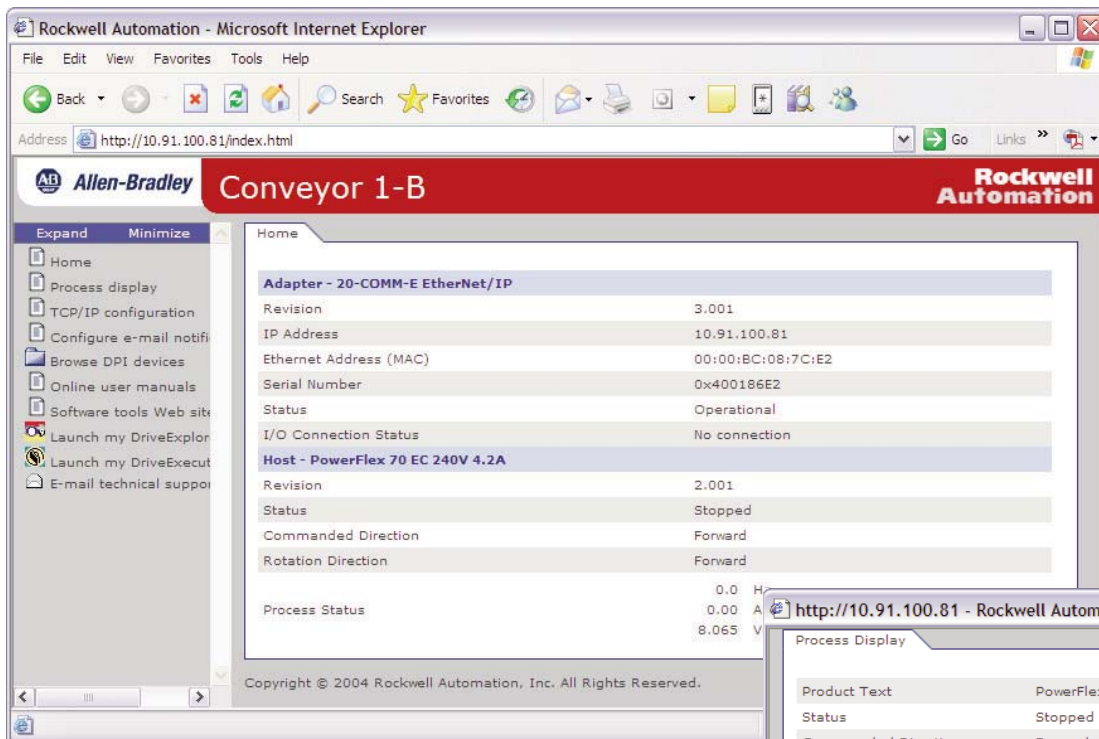 Rockwell Automation - Microsoft Internet Explorer
File Edit View Favorites Tools Help
Back Search Favorites
Address http://10.91.100.81/index.html Go Links »
AB Allen-Bradley Conveyor 1-B Rockwell Automation
Expand Minimize
Home
Process display
TCP/IP configuration
Configure e-mail notifi
Browse DPI devices
Online user manuals
Software tools Web site
Launch my DriveExplor
Launch my DriveExecut
E-mail technical suppor
Home
Adapter - 20-COMM-E EtherNet/IP
Revision 3.001
IP Address 10.91.100.81
Ethernet Address (MAC) 00:00:BC:08:7C:E2
Serial Number 0x400186E2
Status Operational
I/O Connection Status No connection
Host - PowerFlex 70 EC 240V 4.2A
Revision 2.001
Status Stopped
Commanded Direction Forward
Rotation Direction Forward
Process Status 0.0 Hz
0.00 A
8.065 V
Copyright © 2004 Rockwell Automation, Inc. All Rights Reserved.
http://10.91.100.81 - Rockwell Autom
Process Display
Product Text PowerFle
Status Stopped